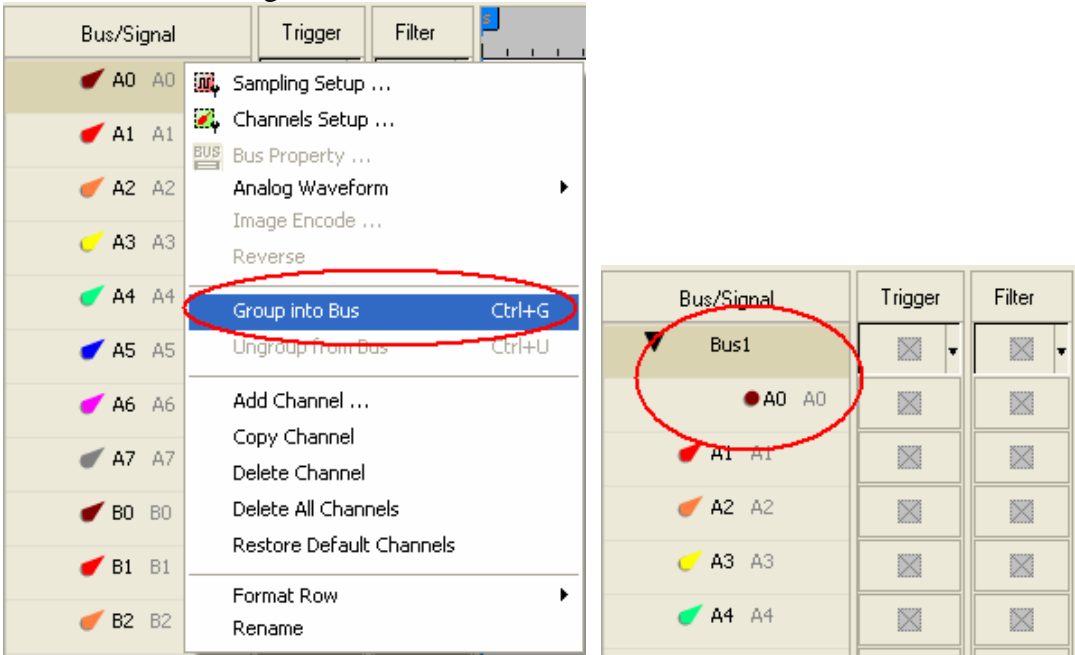 Bus/Signal Trigger Filter
s
A0 A0
A1 A1
A2 A2
A3 A3
A4 A4
A5 A5
A6 A6
A7 A7
B0 B0
B1 B1
B2 B2
Sampling Setup ...
Channels Setup ...
BUS Bus Property ...
Analog Waveform
Image Encode ...
Reverse
Group into Bus Ctrl+G
Ungroup from Bus Ctrl+U
Add Channel ...
Copy Channel
Delete Channel
Delete All Channels
Restore Default Channels
Format Row
Rename
Bus/Signal Trigger Filter
Bus1
A0 A0
A1 A1
A2 A2
A3 A3
A4 A4